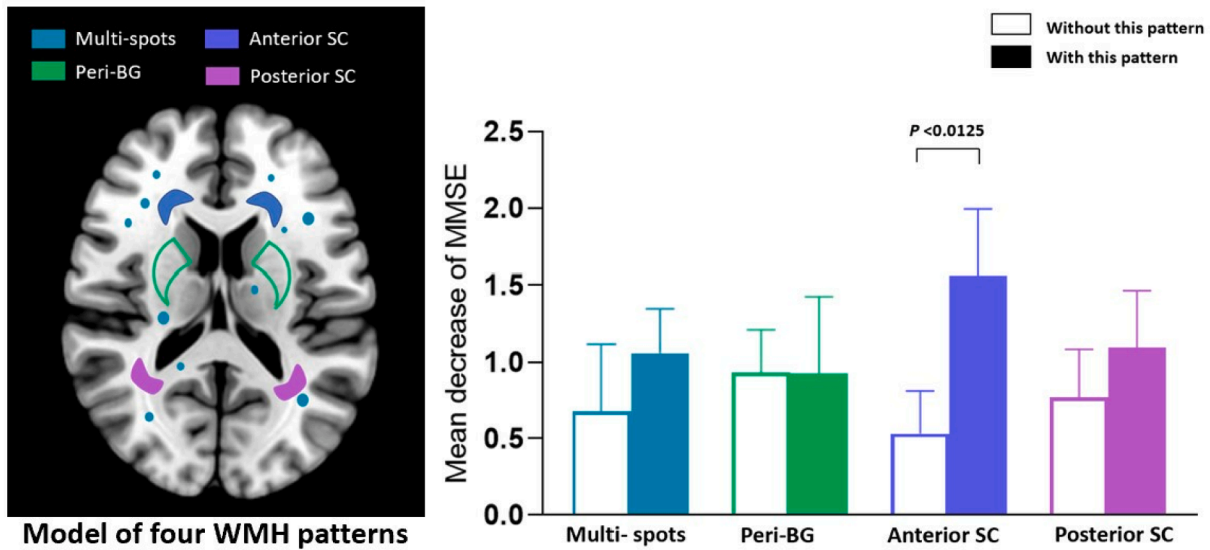 Multi-spots
Anterior SC
Peri-BG
Posterior SC
Model of four WMH patterns
Without this pattern
With this pattern
Mean decrease of MMSE
2.5
2.0
1.5
1.0
0.5
0.0
P <0.0125
Multi- spots
Peri-BG
Anterior SC
Posterior SC